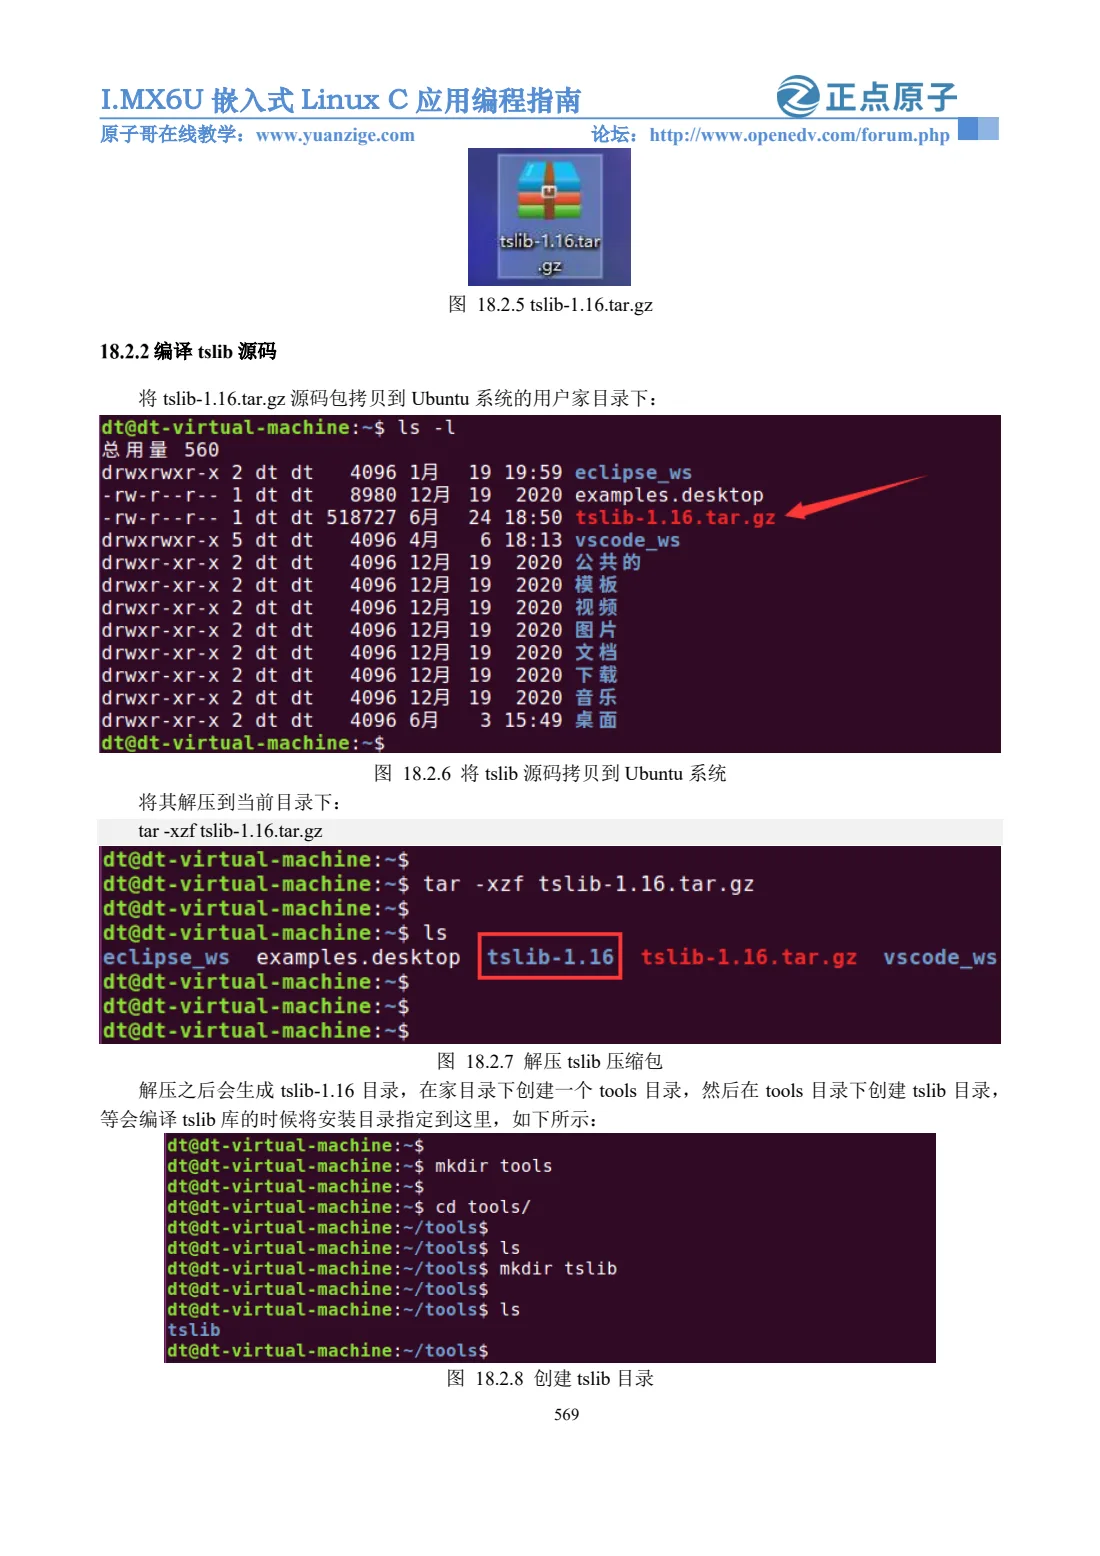 I.MX6U 嵌入式 Linux C 应用编程指南
正点原子
原子哥在线教学：www.yuanzige.com 论坛：http://www.openedv.com/forum.php
tslib-1.16.tar
.gz
图 18.2.5 tslib-1.16.tar.gz
18.2.2 编译 tslib 源码
将 tslib-1.16.tar.gz 源码包拷贝到 Ubuntu 系统的用户家目录下：
dt@dt-virtual-machine:~$ ls -l
总用量 560
drwxrwxr-x 2 dt dt 4096 1月 19 19:59 eclipse_ws
-rw-r--r-- 1 dt dt 8980 12月 19 2020 examples.desktop
-rw-r--r-- 1 dt dt 518727 6月 24 18:50 tslib-1.16.tar.gz
drwxrwxr-x 5 dt dt 4096 4月 6 18:13 vscode_ws
drwxr-xr-x 2 dt dt 4096 12月 19 2020 公共的
drwxr-xr-x 2 dt dt 4096 12月 19 2020 模板
drwxr-xr-x 2 dt dt 4096 12月 19 2020 视频
drwxr-xr-x 2 dt dt 4096 12月 19 2020 图片
drwxr-xr-x 2 dt dt 4096 12月 19 2020 文档
drwxr-xr-x 2 dt dt 4096 12月 19 2020 下载
drwxr-xr-x 2 dt dt 4096 12月 19 2020 音乐
drwxr-xr-x 2 dt dt 4096 6月 3 15:49 桌面
dt@dt-virtual-machine:~$
图 18.2.6 将 tslib 源码拷贝到 Ubuntu 系统
将其解压到当前目录下：
tar -xzf tslib-1.16.tar.gz
dt@dt-virtual-machine:~$
dt@dt-virtual-machine:~$ tar -xzf tslib-1.16.tar.gz
dt@dt-virtual-machine:~$
dt@dt-virtual-machine:~$ ls
eclipse_ws examples.desktop tslib-1.16 tslib-1.16.tar.gz vscode_ws
dt@dt-virtual-machine:~$
dt@dt-virtual-machine:~$
dt@dt-virtual-machine:~$
图 18.2.7 解压 tslib 压缩包
解压之后会生成 tslib-1.16 目录，在家目录下创建一个 tools 目录，然后在 tools 目录下创建 tslib 目录，
等会编译 tslib 库的时候将安装目录指定到这里，如下所示：
dt@dt-virtual-machine:~$
dt@dt-virtual-machine:~$ mkdir tools
dt@dt-virtual-machine:~$
dt@dt-virtual-machine:~$ cd tools/
dt@dt-virtual-machine:~/tools$
dt@dt-virtual-machine:~/tools$ ls
dt@dt-virtual-machine:~/tools$ mkdir tslib
dt@dt-virtual-machine:~/tools$
dt@dt-virtual-machine:~/tools$ ls
tslib
dt@dt-virtual-machine:~/tools$
图 18.2.8 创建 tslib 目录
569